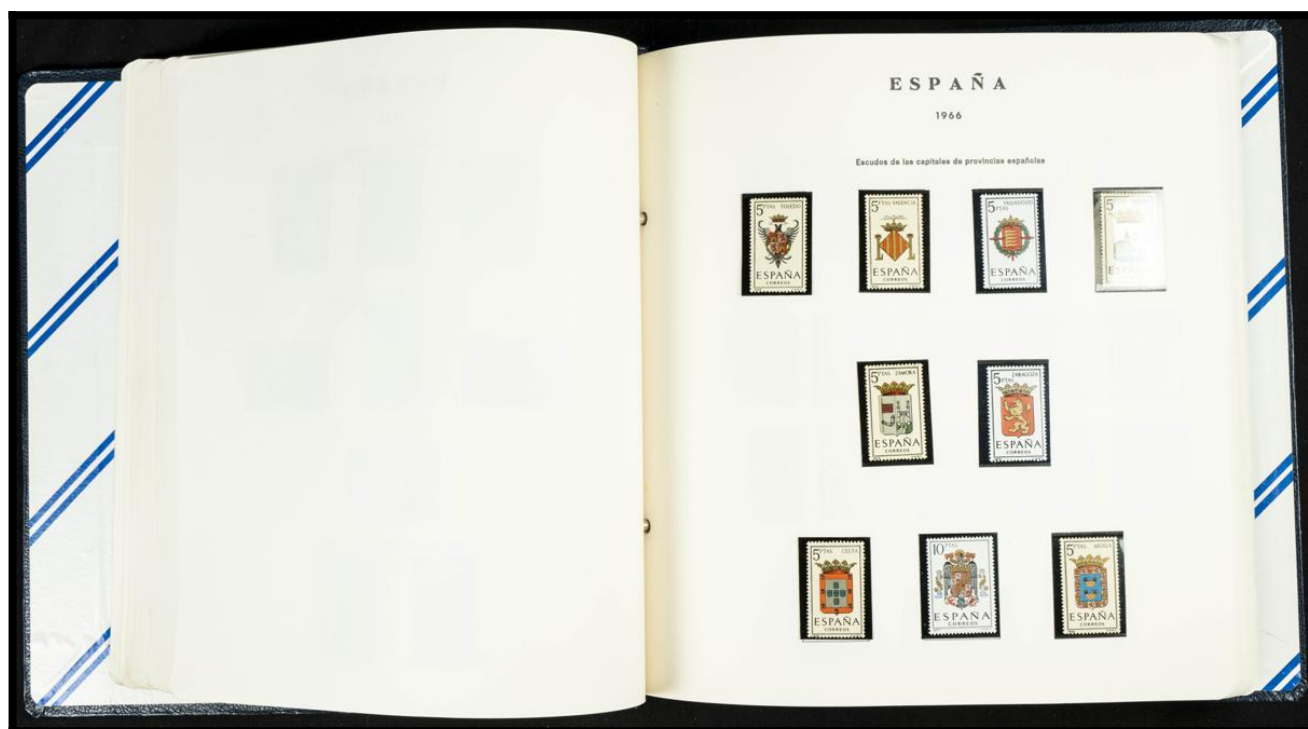 ESPAÑA
1966
Escudos de las capitales de provincias españolas
5 PTAS TOLEDO
ESPAÑA
CORREOS
5 PTAS VALENCIA
ESPAÑA
CORREOS
5 PTAS VALLADOLID
ESPAÑA
CORREOS
ESPAÑA
5 PTAS ZAMORA
ESPAÑA
CORREOS
5 PTAS ZARAGOZA
ESPAÑA
CORREOS
5 PTAS CEUTA
ESPAÑA
CORREOS
10 PTAS
ESPAÑA
CORREOS
5 PTAS MELILLA
ESPAÑA
CORREOS